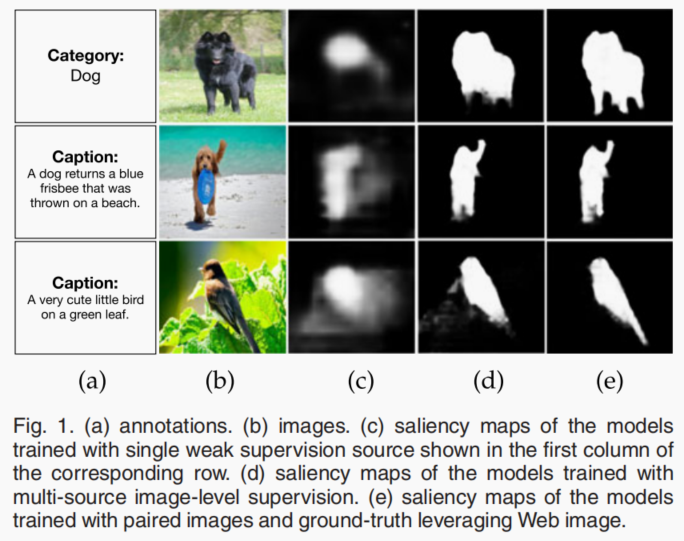 Category:
Dog
Caption:
A dog returns a blue
frisbee that was
thrown on a beach.
Caption:
A very cute little bird
on a green leaf.
(a) (b) (c) (d) (e)
Fig. 1. (a) annotations. (b) images. (c) saliency maps of the models
trained with single weak supervision source shown in the first column of
the corresponding row. (d) saliency maps of the models trained with
multi-source image-level supervision. (e) saliency maps of the models
trained with paired images and ground-truth leveraging Web image.